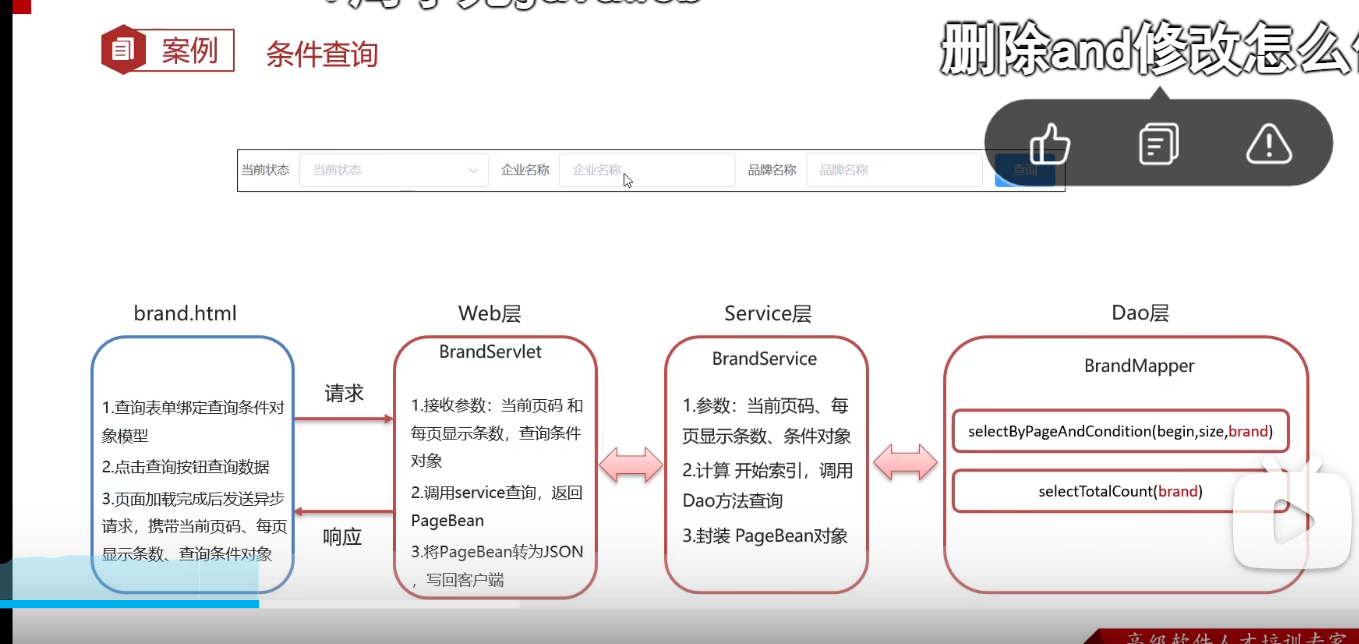 删除and修改怎么
案例
条件查询
当前状态 当前状态 企业名称 企业名称 品牌名称 品牌名称 查询
brand.html
Web层
Service层
Dao层
1.查询表单绑定查询条件对
象模型
2.点击查询按钮查询数据
3.页面加载完成后发送异步
请求，携带当前页码、每页
显示条数、查询条件对象
请求
响应
BrandServlet
1.接收参数：当前页码 和
每页显示条数，查询条件
对象
2.调用service查询，返回
PageBean
3.将PageBean转为JSON
，写回客户端
BrandService
1.参数：当前页码、每
页显示条数、条件对象
2.计算 开始索引，调用
Dao方法查询
3.封装 PageBean对象
BrandMapper
selectByPageAndCondition(begin,size,brand)
selectTotalCount(brand)
高级软件人才培训专家